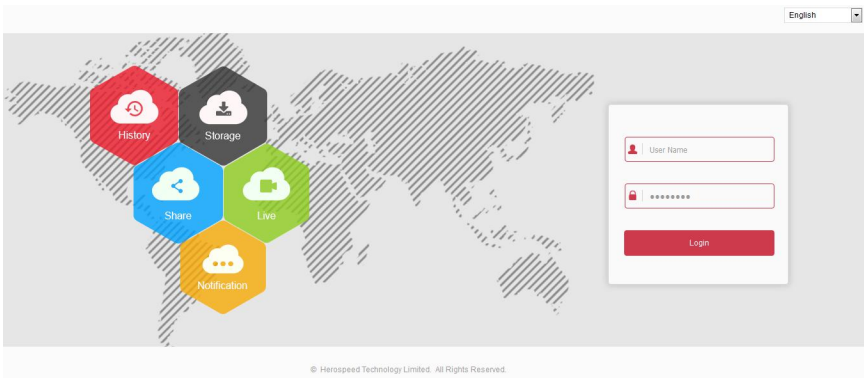 English
History
Storage
User Name
Share
Live
Login
Notification
© Herospeed Technology Limited. All Rights Reserved.